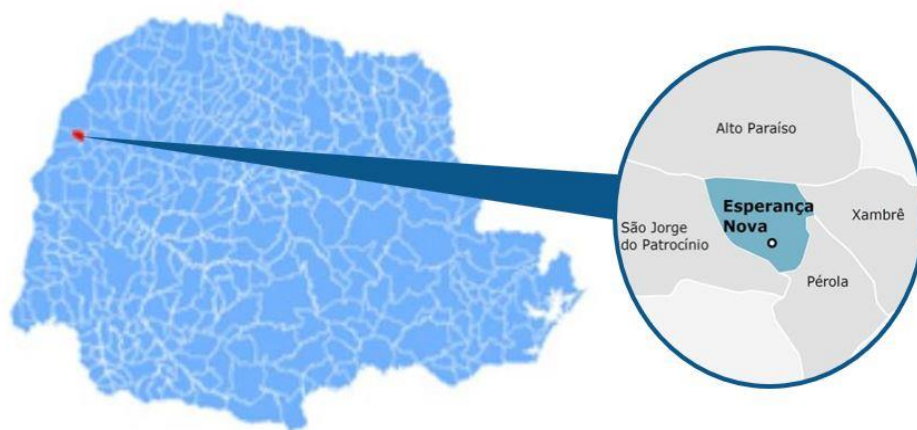 Alto Paraíso
Esperança
Nova
Xambrê
São Jorge
do Patrocínio
Pérola